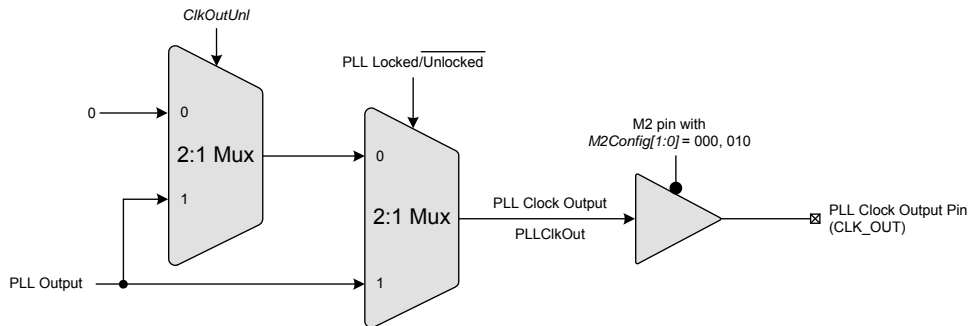 ClkOutUnl
PLL Locked/Unlocked
0
0
2:1 Mux
1
M2 pin with
M2Config[1:0] = 000, 010
0
2:1 Mux
1
PLL Clock Output
PLLClkOut
PLL Clock Output Pin
(CLK_OUT)
PLL Output